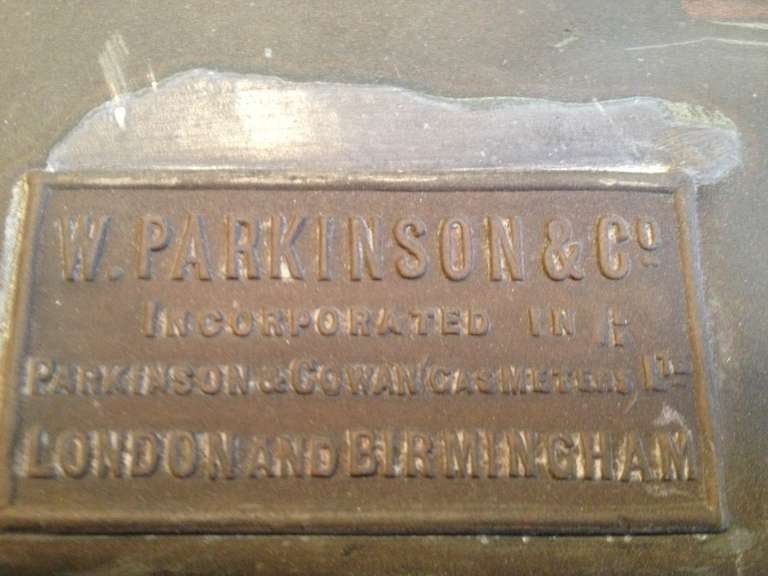 W. PARKINSON & Co
INCORPORATED IN
PARKINSON & COWAN (GAS METERS) LTD
LONDON AND BIRMINGHAM